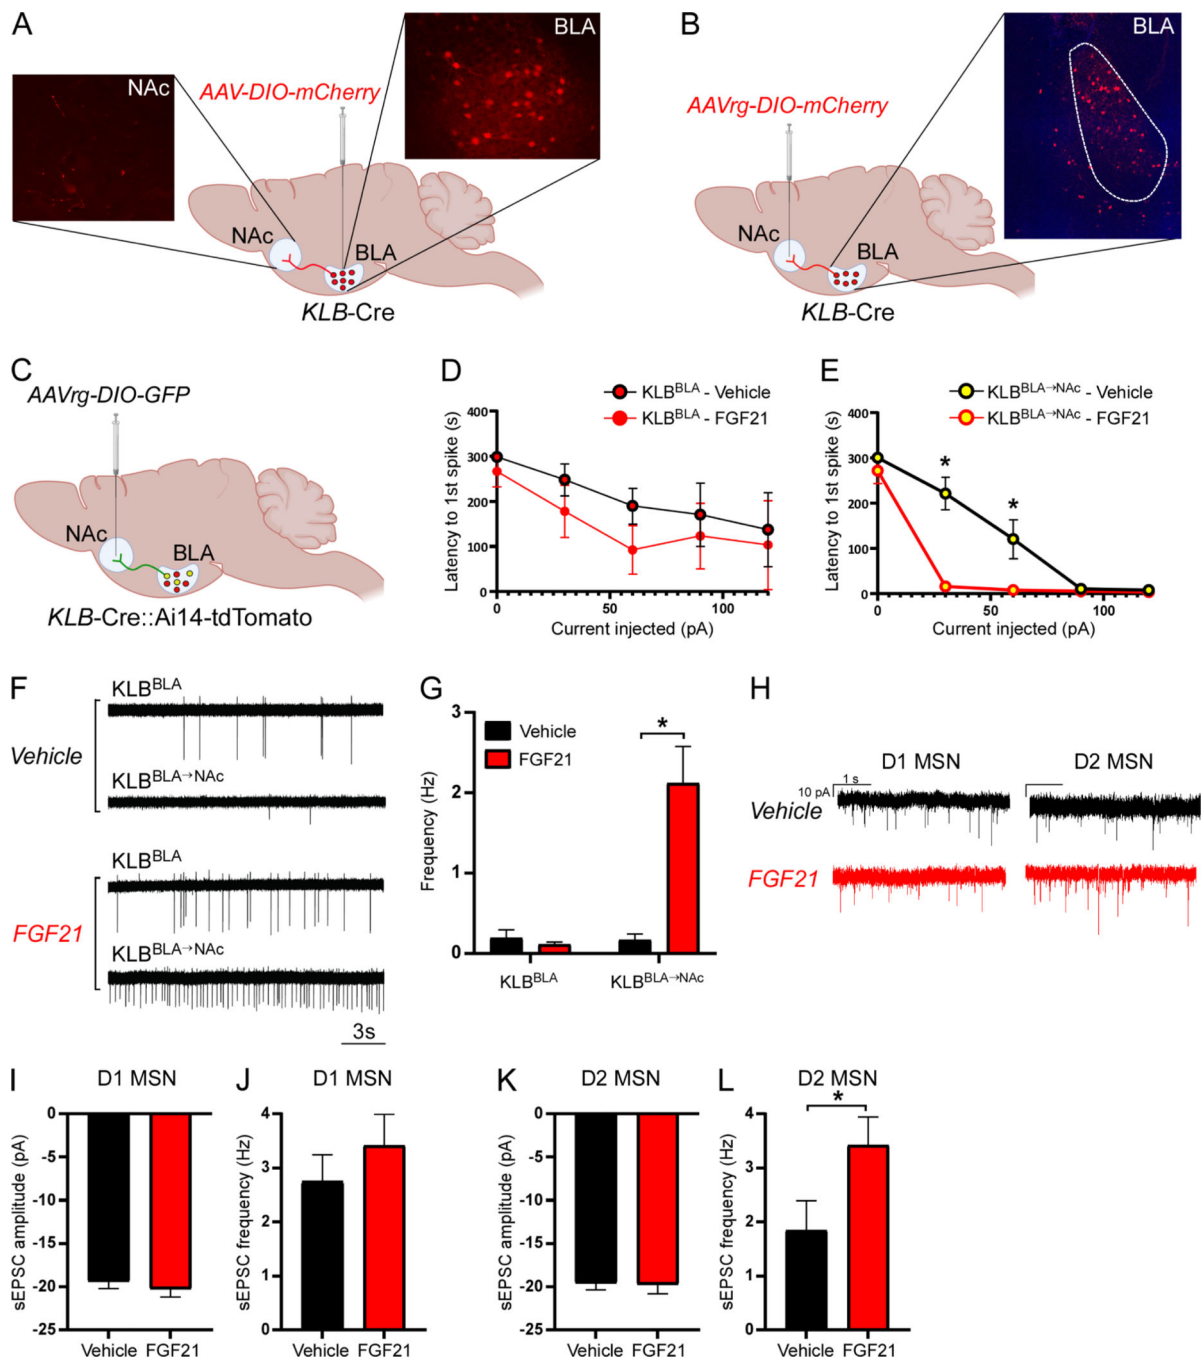 A
NAc
AAV-DIO-mCherry
BLA
NAc
BLA
KLB-Cre
B
BLA
AAVrg-DIO-mCherry
NAc
BLA
KLB-Cre
C
AAVrg-DIO-GFP
NAc
BLA
KLB-Cre::Ai14-tdTomato
D
KLBBLA - Vehicle
KLBBLA - FGF21
Latency to 1st spike (s)
400
300
200
100
0
0 50 100
Current injected (pA)
E
KLBBLA→NAc - Vehicle
KLBBLA→NAc - FGF21
Latency to 1st spike (s)
400
300
200
100
0
* *
0 50 100
Current injected (pA)
F
Vehicle
KLBBLA
KLBBLA→NAc
FGF21
KLBBLA
KLBBLA→NAc
3s
G
Vehicle
FGF21
*
Frequency (Hz)
3
2
1
0
KLBBLA KLBBLA→NAc
H
D1 MSN D2 MSN
1 s
10 pA
Vehicle
FGF21
I
D1 MSN
sEPSC amplitude (pA)
0
-5
-10
-15
-20
-25
Vehicle FGF21
J
D1 MSN
sEPSC frequency (Hz)
4
3
2
1
0
Vehicle FGF21
K
D2 MSN
sEPSC amplitude (pA)
0
-5
-10
-15
-20
-25
Vehicle FGF21
L
D2 MSN
*
sEPSC frequency (Hz)
4
3
2
1
0
Vehicle FGF21